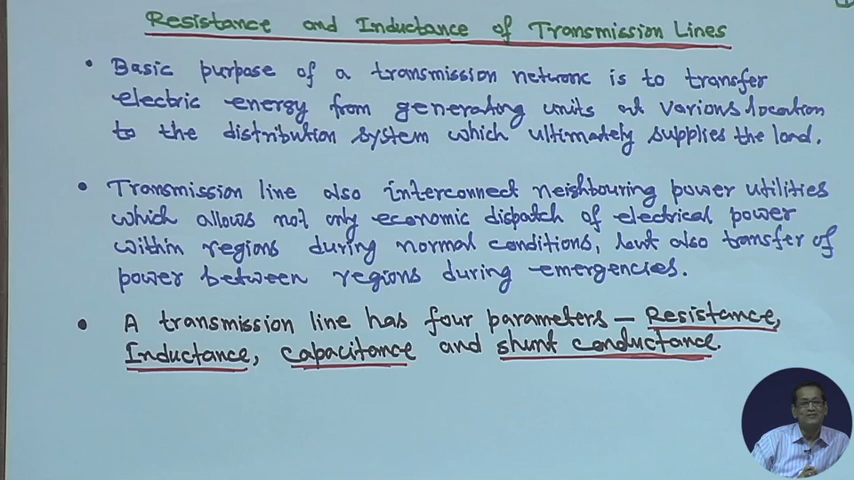 Resistance and Inductance of Transmission Lines
• Basic purpose of a transmission network is to transfer
electric energy from generating units at various location
to the distribution system which ultimately supplies the load.
• Transmission line also interconnect neighbouring power utilities
which allows not only economic dispatch of electrical power
within regions during normal conditions, but also transfer of
power between regions during emergencies.
• A transmission line has four parameters — Resistance,
Inductance, capacitance and shunt conductance.